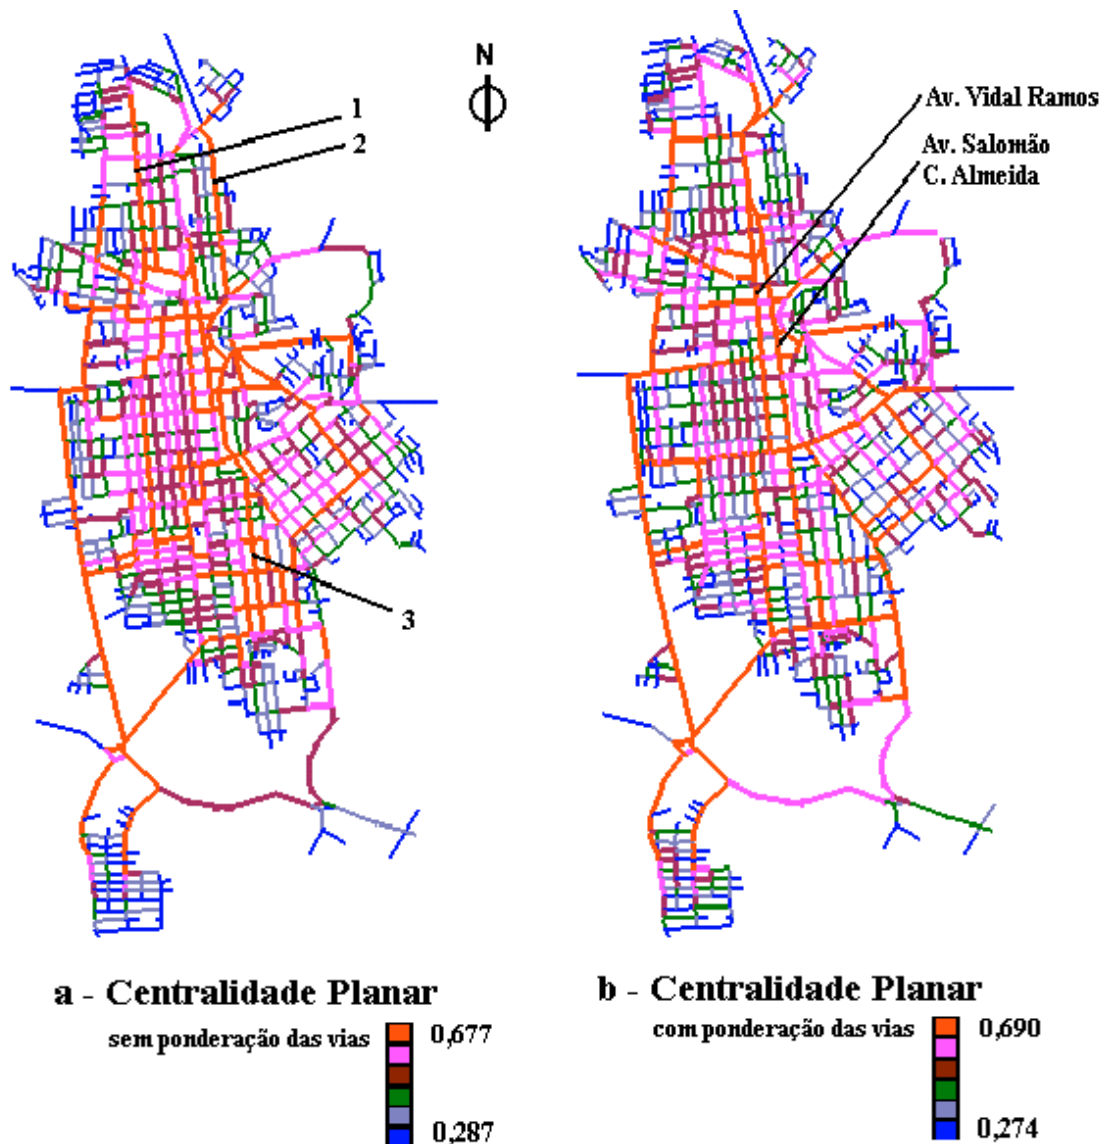 N
1
2
3
Av. Vidal Ramos
Av. Salomão
C. Almeida
a - Centralidade Planar
sem ponderação das vias
0,677
0,287
b - Centralidade Planar
com ponderação das vias
0,690
0,274